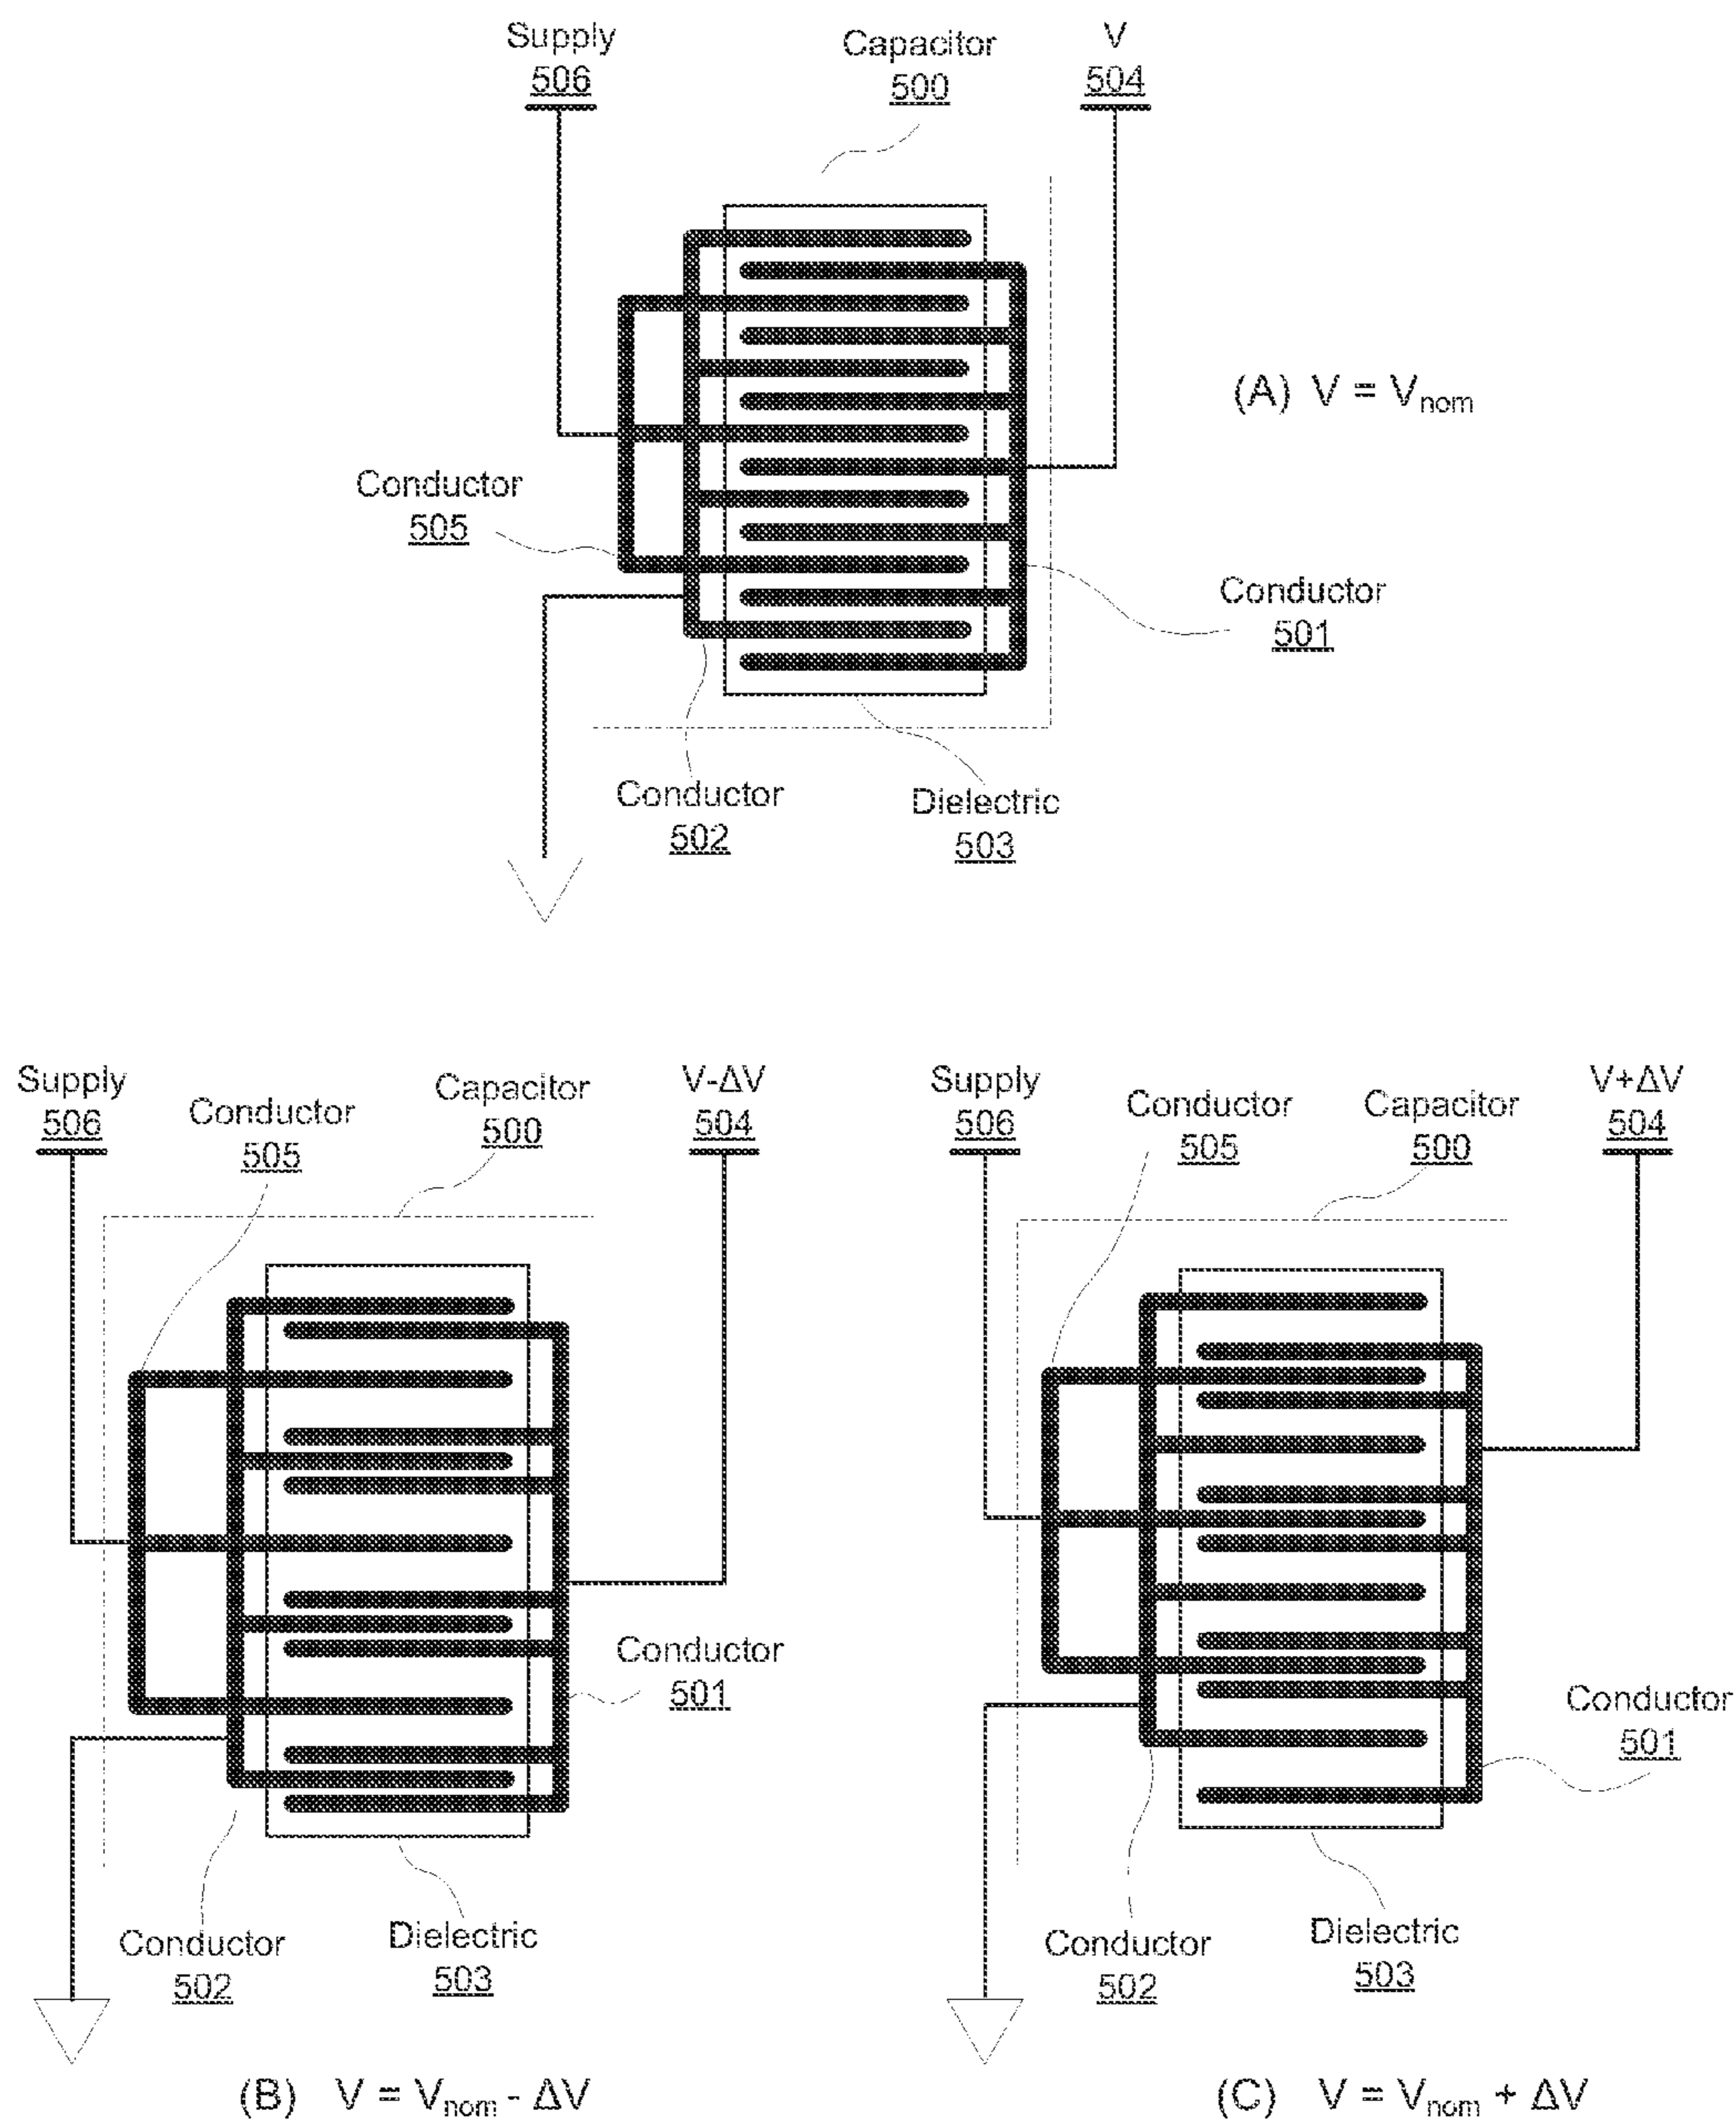 Supply
506
Capacitor
500
V
504
(A) V = Vnom
Conductor
505
Conductor
501
Conductor
502
Dielectric
503
Supply
506
Conductor
505
Capacitor
500
V-ΔV
504
Supply
506
Conductor
505
Capacitor
500
V+ΔV
504
Conductor
501
Conductor
501
Conductor
502
Dielectric
503
Conductor
502
Dielectric
503
(B) V = Vnom - ΔV
(C) V = Vnom + ΔV